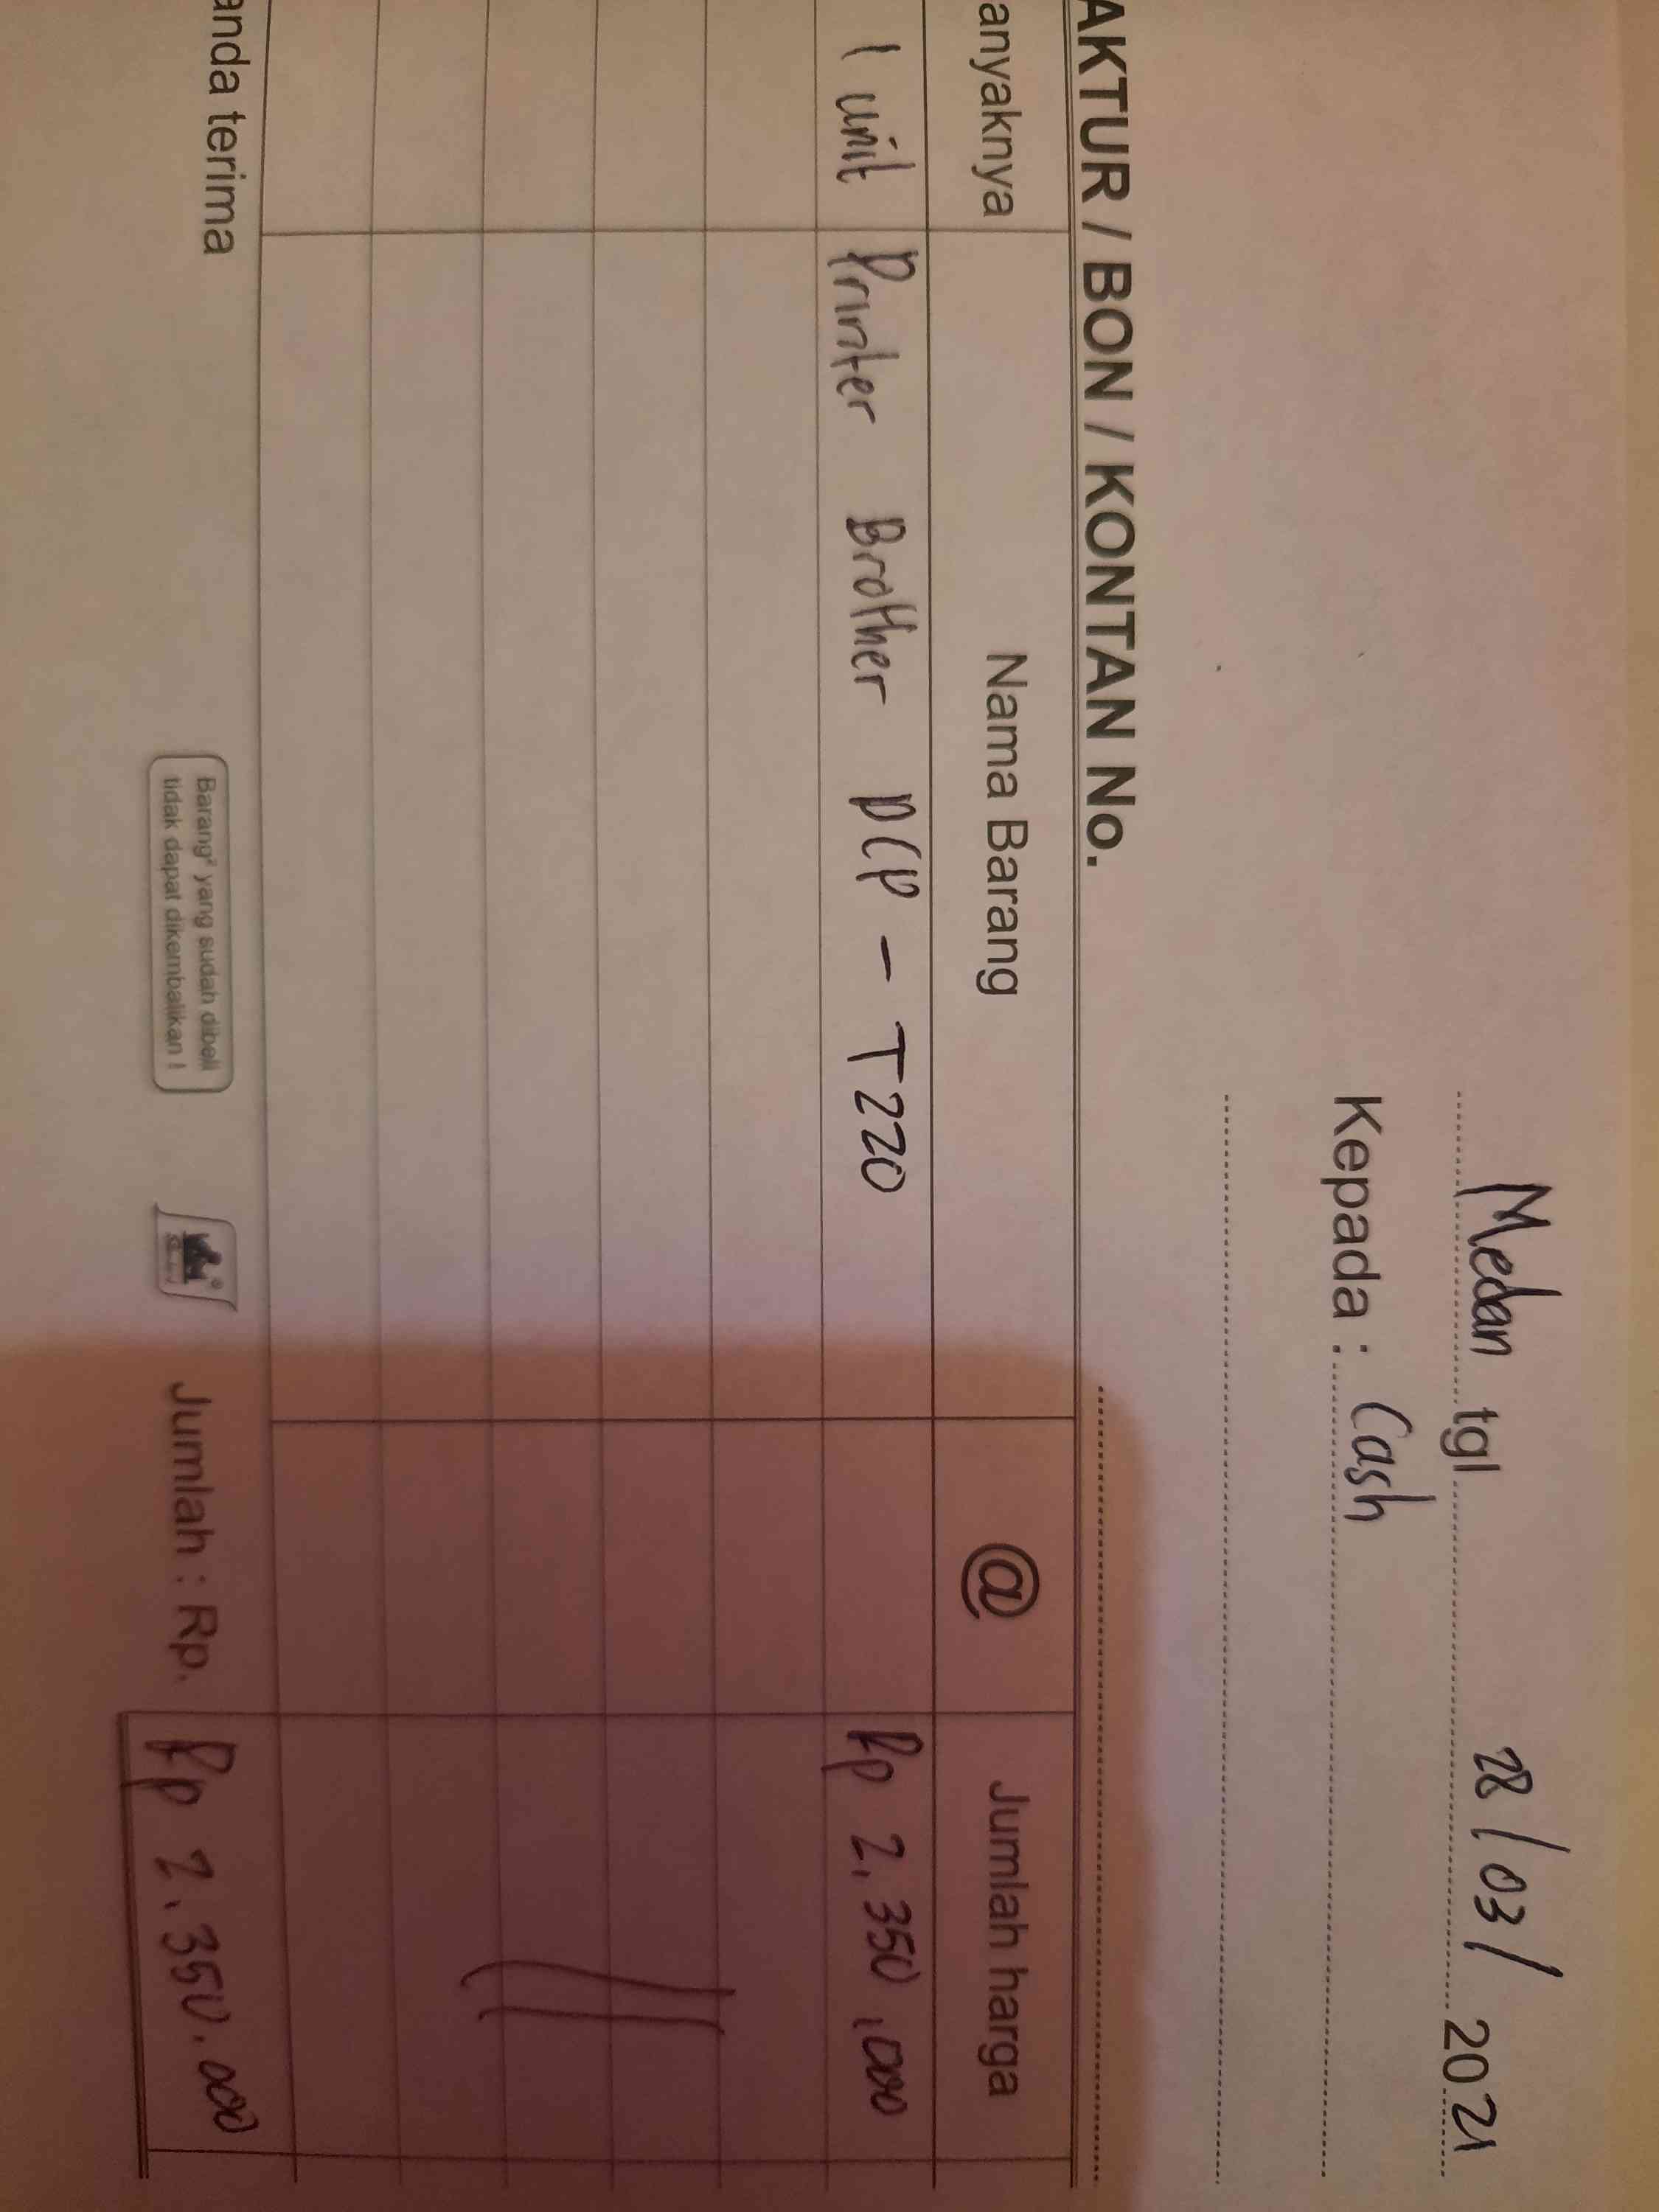 Medan tgl 28/03/2021
Kepada : Cash
AKTUR / BON / KONTAN No.
anyaknya Nama Barang @ Jumlah harga
1 unit Printer Brother DCP - T220 Rp 2.350.000
anda terima
Barang² yang sudah dibeli
tidak dapat dikembalikan !
Jumlah : Rp. Rp 2.350.000